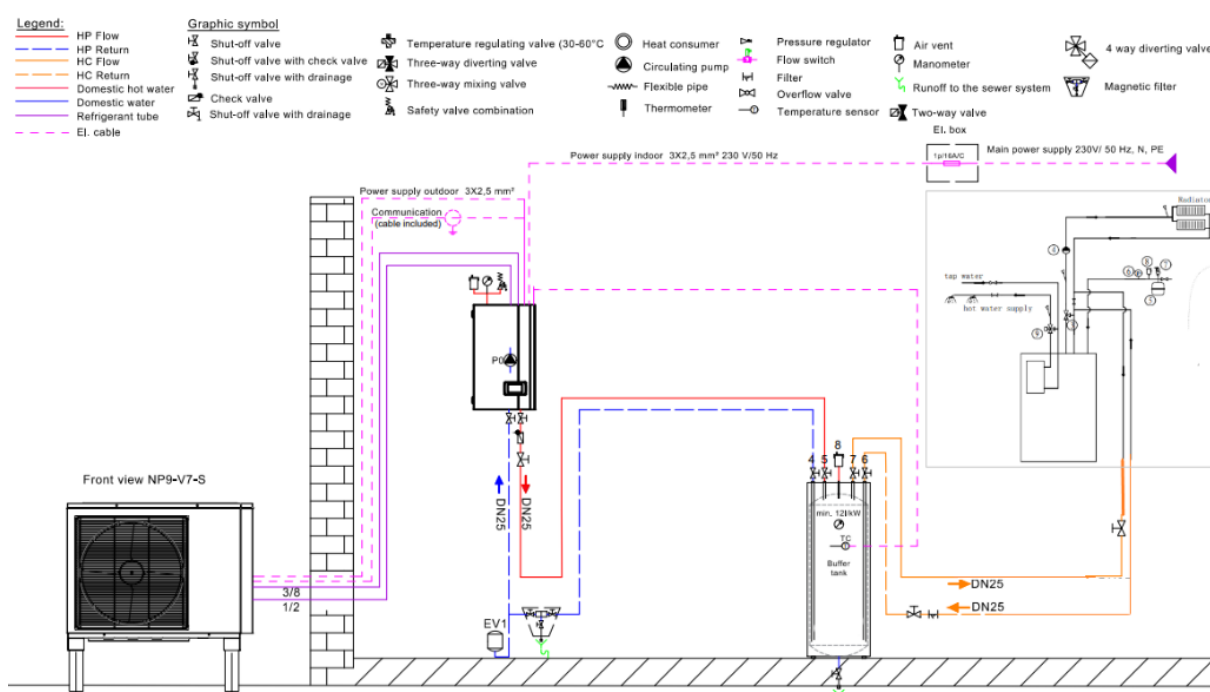 Legend:
HP Flow
HP Return
HC Flow
HC Return
Domestic hot water
Domestic water
Refrigerant tube
El. cable
Graphic symbol
Shut-off valve
Shut-off valve with check valve
Shut-off valve with drainage
Check valve
Shut-off valve with drainage
Temperature regulating valve (30-60°C
Three-way diverting valve
Three-way mixing valve
Safety valve combination
Heat consumer
Circulating pump
Flexible pipe
Thermometer
Pressure regulator
Flow switch
Filter
Overflow valve
Temperature sensor
Air vent
Manometer
Runoff to the sewer system
Two-way valve
4 way diverting valve
Magnetic filter
El. box
1p/16A/C
Main power supply 230V/ 50 Hz, N, PE
Power supply indoor 3X2,5 mm² 230 V/50 Hz
Power supply outdoor 3X2,5 mm²
Communication
(cable included)
Radiator
tap water
hot water supply
P0
Front view NP9-V7-S
3/8
1/2
DN25
DN25
EV1
4 5 8 7 6
min. 12l/kW
TC
Buffer
tank
DN25
DN25